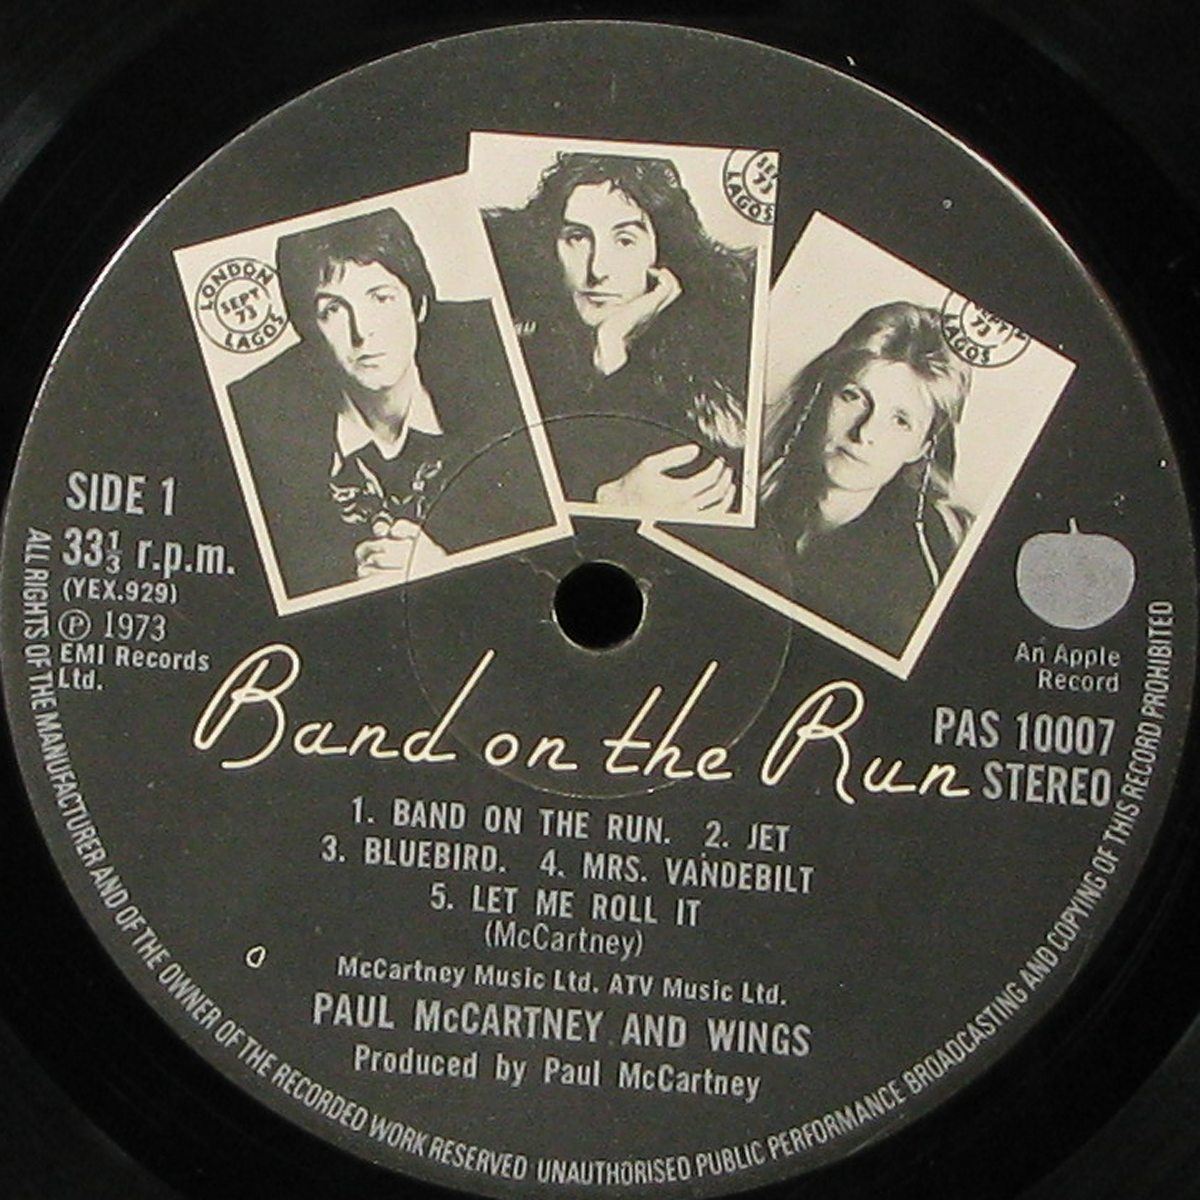 LONDON
SEPT
73
LAGOS
SE
73
LAGOS
SEPT
73
LAGOS
SIDE 1
33⅓ r.p.m.
(YEX.929)
Ⓟ 1973
EMI Records
Ltd.
An Apple
Record
PAS 10007
STEREO
Band on the Run
1. BAND ON THE RUN. 2. JET
3. BLUEBIRD. 4. MRS. VANDEBILT
5. LET ME ROLL IT
(McCartney)
McCartney Music Ltd. ATV Music Ltd.
PAUL McCARTNEY AND WINGS
Produced by Paul McCartney
ALL RIGHTS OF THE MANUFACTURER AND OF THE OWNER OF THE RECORDED WORK RESERVED UNAUTHORISED PUBLIC PERFORMANCE BROADCASTING AND COPYING OF THIS RECORD PROHIBITED